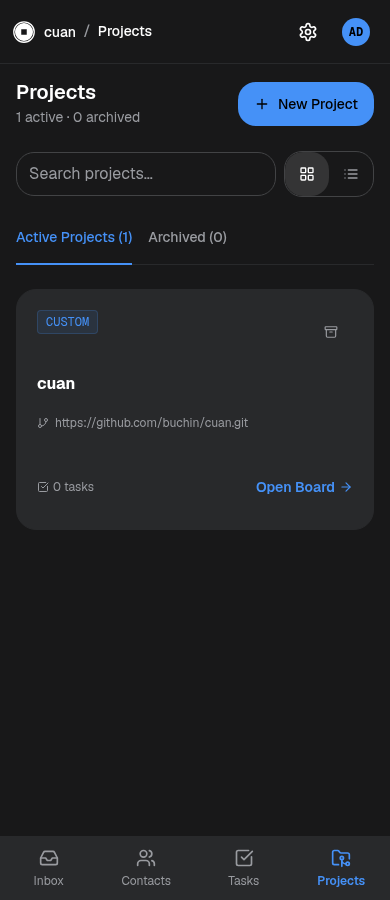 cuan / Projects
AD
Projects
1 active · 0 archived
New Project
Search projects...
Active Projects (1)
Archived (0)
CUSTOM
cuan
https://github.com/buchin/cuan.git
0 tasks
Open Board
Inbox
Contacts
Tasks
Projects